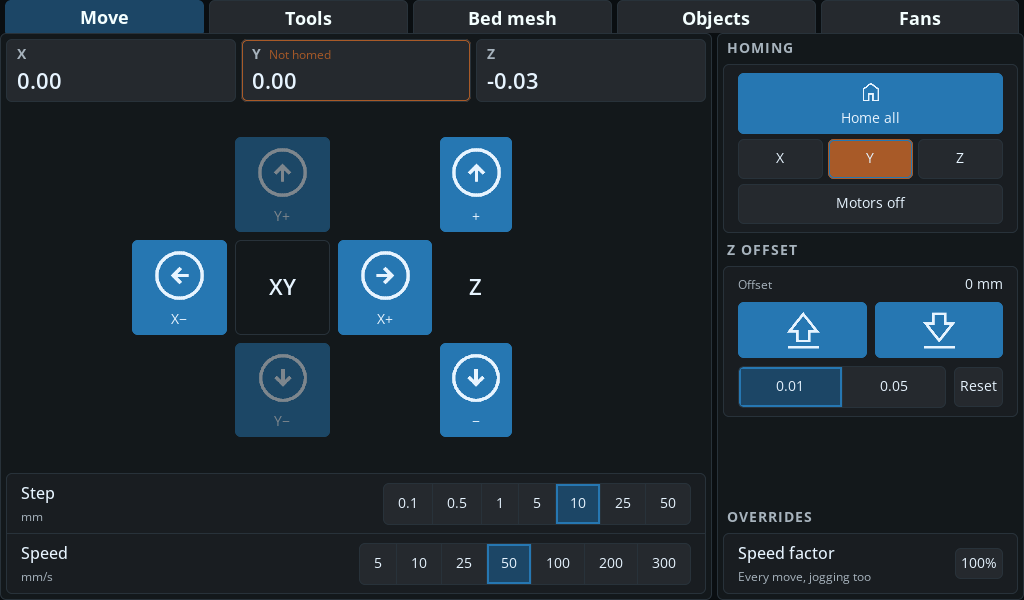 Move Tools Bed mesh Objects Fans
X
0.00
Y Not homed
0.00
Z
-0.03
Y+
+
X−
XY
X+
Z
Y−
−
Step
mm
0.1 0.5 1 5 10 25 50
Speed
mm/s
5 10 25 50 100 200 300
HOMING
Home all
X Y Z
Motors off
Z OFFSET
Offset 0 mm
0.01 0.05 Reset
OVERRIDES
Speed factor
Every move, jogging too
100%